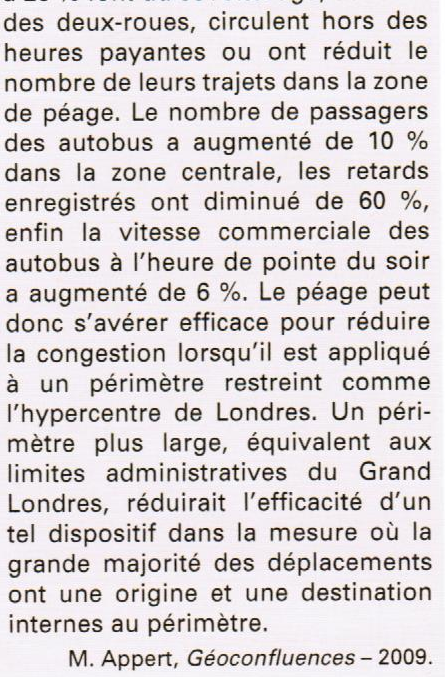 des deux-roues, circulent hors des
heures payantes ou ont réduit le
nombre de leurs trajets dans la zone
de péage. Le nombre de passagers
des autobus a augmenté de 10 %
dans la zone centrale, les retards
enregistrés ont diminué de 60 %,
enfin la vitesse commerciale des
autobus à l'heure de pointe du soir
a augmenté de 6 %. Le péage peut
donc s'avérer efficace pour réduire
la congestion lorsqu'il est appliqué
à un périmètre restreint comme
l'hypercentre de Londres. Un péri-
mètre plus large, équivalent aux
limites administratives du Grand
Londres, réduirait l'efficacité d'un
tel dispositif dans la mesure où la
grande majorité des déplacements
ont une origine et une destination
internes au périmètre.
M. Appert, Géoconfluences – 2009.